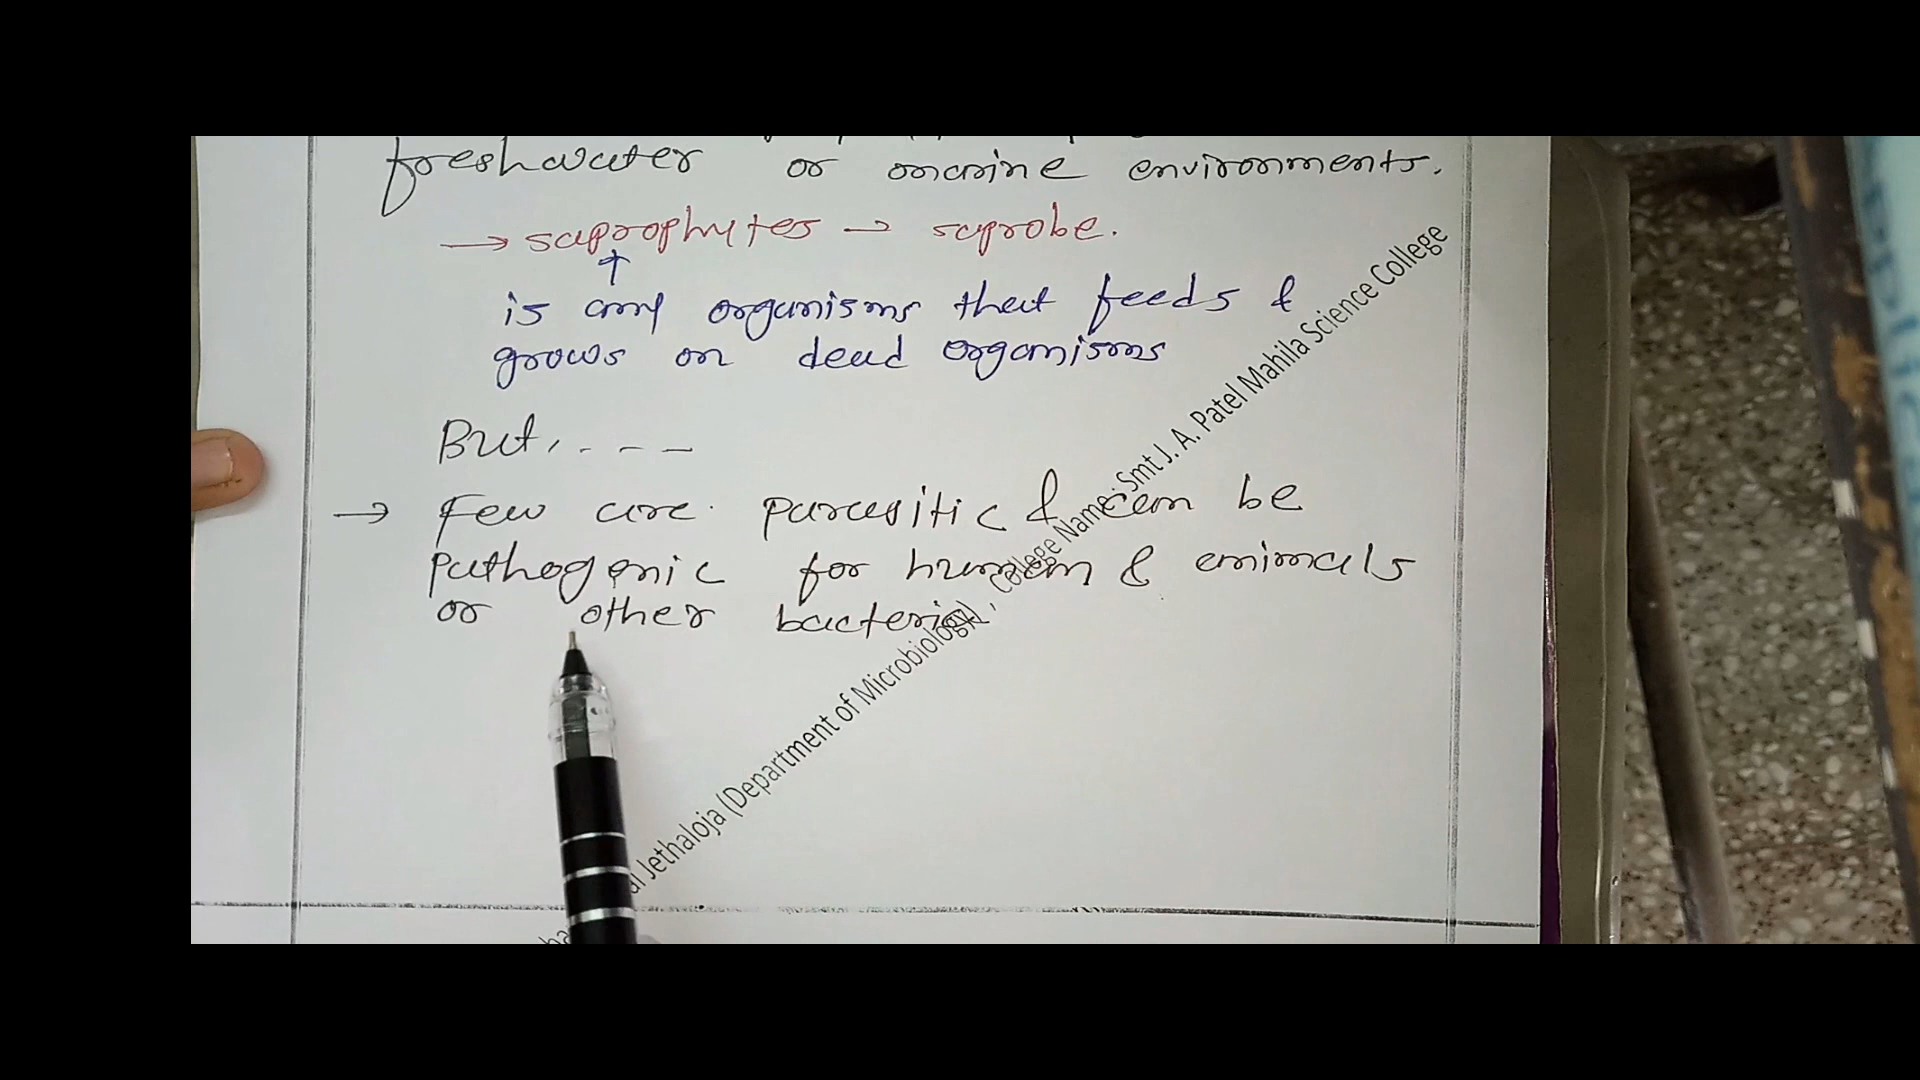 freshwater or marine environments.
→ saprophytes → saprobe.
↑
is any organisms that feeds &
grows on dead organisms
But, - - -
→ Few are parasitic & can be
pathogenic for human & animals
or other bacteria
al Jethaloja (Department of Microbiology), College Name: Smt J. A. Patel Mahila Science College